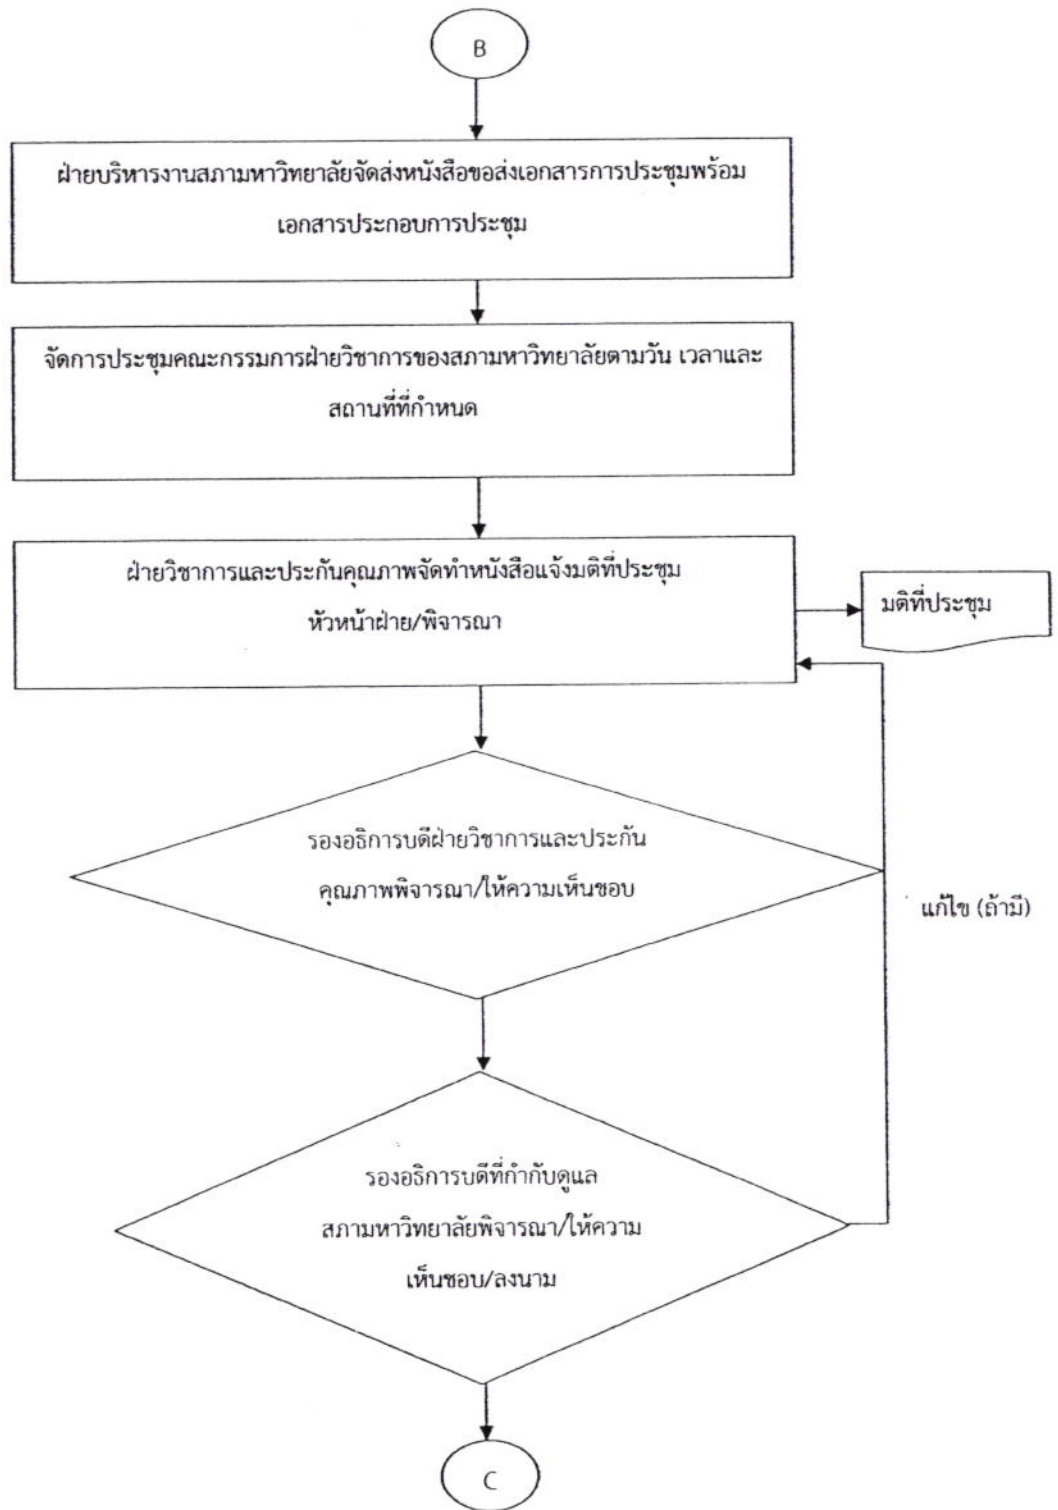 B
ฝ่ายบริหารงานสภามหาวิทยาลัยจัดส่งหนังสือขอส่งเอกสารการประชุมพร้อม
เอกสารประกอบการประชุม
จัดการประชุมคณะกรรมการฝ่ายวิชาการของสภามหาวิทยาลัยตามวัน เวลาและ
สถานที่ที่กำหนด
ฝ่ายวิชาการและประกันคุณภาพจัดทำหนังสือแจ้งมติที่ประชุม
หัวหน้าฝ่าย/พิจารณา
มติที่ประชุม
รองอธิการบดีฝ่ายวิชาการและประกัน
คุณภาพพิจารณา/ให้ความเห็นชอบ
แก้ไข (ถ้ามี)
รองอธิการบดีที่กำกับดูแล
สภามหาวิทยาลัยพิจารณา/ให้ความ
เห็นชอบ/ลงนาม
C